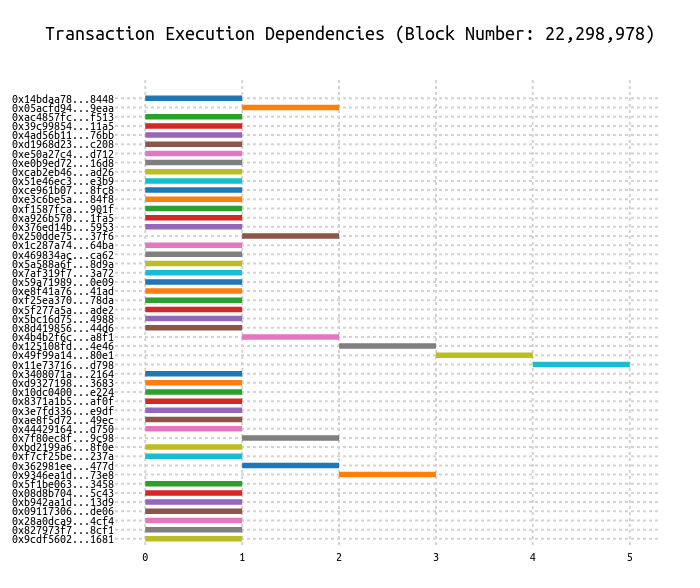 Transaction Execution Dependencies (Block Number: 22,298,978)
0x14bdaa78...8448
0x05acfd94...9eaa
0xac4857fc...f513
0x39c99854...11a5
0x4ad56b11...76bb
0xd1968d23...c208
0xe50a27c4...d712
0xe0b9ed72...16d8
0xcab2eb46...ad26
0x51e46ec3...e3b9
0xce961b07...8fc8
0xe3c6be5a...84f8
0xf1587fca...901f
0xa926b570...1fa5
0x376ed14b...5953
0x250dde75...37f6
0x1c287a74...64ba
0x469834ac...ca62
0x5a588a6f...8d9a
0x7af319f7...3a72
0x59a71989...0e09
0xe8f41a76...41ad
0xf25ea370...78da
0x5f277a5a...ade2
0x5bc16d75...4988
0x8d419856...44d6
0x4b4b2f6c...a8f1
0x125108fd...4e46
0x49f99a14...80e1
0x11e73716...d798
0x3408071a...2164
0xd9327198...3683
0x10dc0400...e224
0x8371a1b5...af0f
0x3e7fd336...e9df
0xae8f5d72...49ec
0x44429164...d750
0x7f80ec8f...9c98
0xbd2199a6...8f0e
0xf7cf25be...237a
0x362981ee...477d
0x9346ea1d...73e8
0x5f1be063...3458
0x08d8b704...5c43
0xb942aa1d...13d9
0x09117306...de06
0x28a0dca9...4cf4
0x827973f7...8cf1
0x9cdf5602...1681
0 1 2 3 4 5